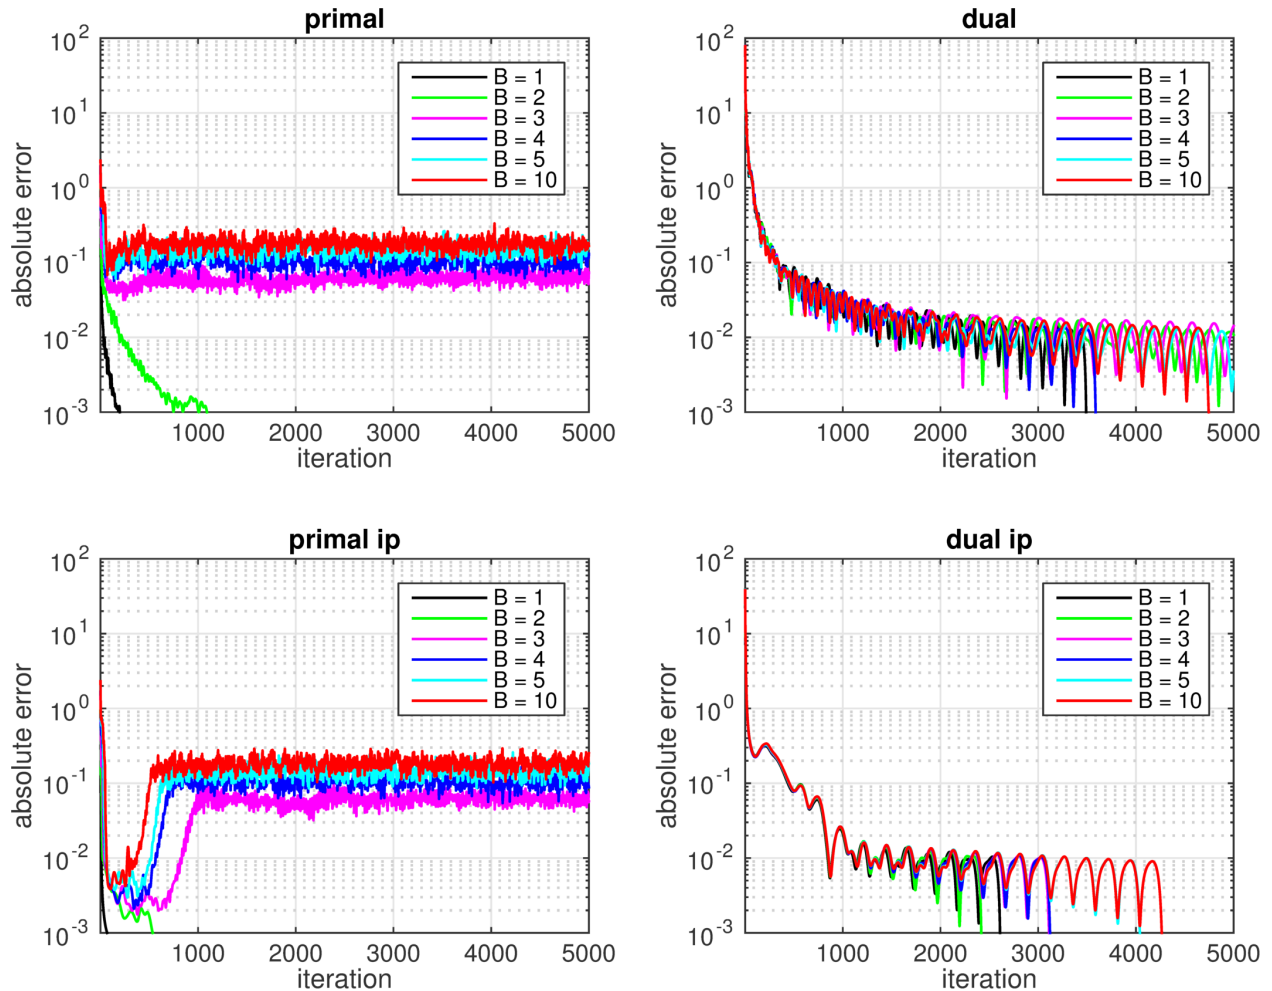 primal
absolute error
10^2
10^1
10^0
10^-1
10^-2
10^-3
B = 1
B = 2
B = 3
B = 4
B = 5
B = 10
1000 2000 3000 4000 5000
iteration
dual
absolute error
10^2
10^1
10^0
10^-1
10^-2
10^-3
B = 1
B = 2
B = 3
B = 4
B = 5
B = 10
1000 2000 3000 4000 5000
iteration
primal ip
absolute error
10^2
10^1
10^0
10^-1
10^-2
10^-3
B = 1
B = 2
B = 3
B = 4
B = 5
B = 10
1000 2000 3000 4000 5000
iteration
dual ip
absolute error
10^2
10^1
10^0
10^-1
10^-2
10^-3
B = 1
B = 2
B = 3
B = 4
B = 5
B = 10
1000 2000 3000 4000 5000
iteration